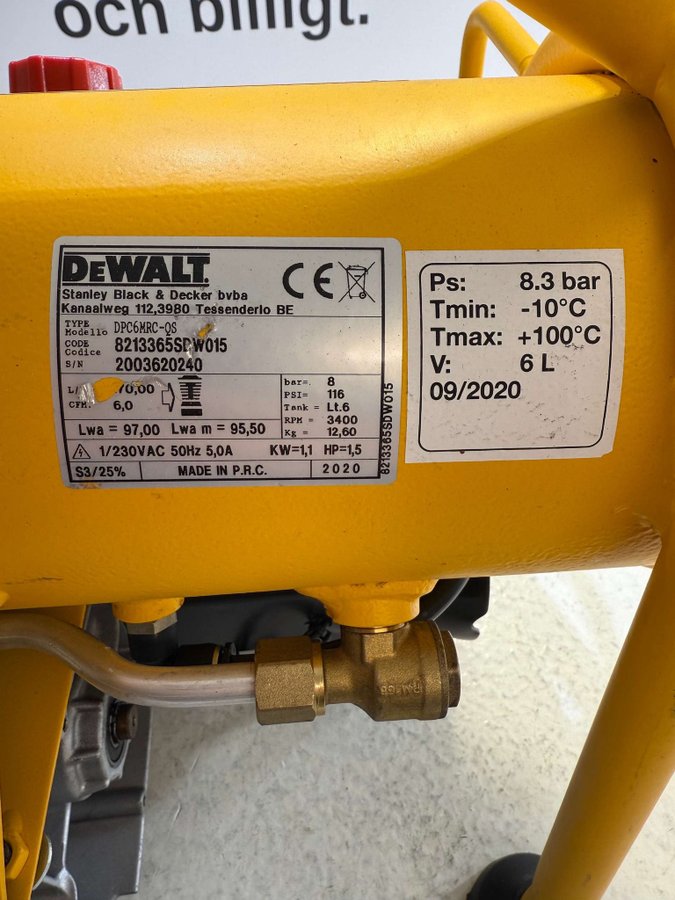 och billigt.
DEWALT
Stanley Black & Decker bvba
Kanaalweg 112,3980 Tessenderlo BE
TYPE
Modello DPC6MRC-QS
CODE
Codice 8213365SDW015
S/N 2003620240
70,00
CFM. 6,0
bar= 8
PSI= 116
Tank = Lt.6
RPM = 3400
Kg = 12,60
Lwa = 97,00 Lwa m = 95,50
1/230VAC 50Hz 5,0A KW=1,1 HP=1,5
S3/25% MADE IN P.R.C. 2020
8213365SDW015
CE
Ps: 8.3 bar
Tmin: -10°C
Tmax: +100°C
V: 6 L
09/2020